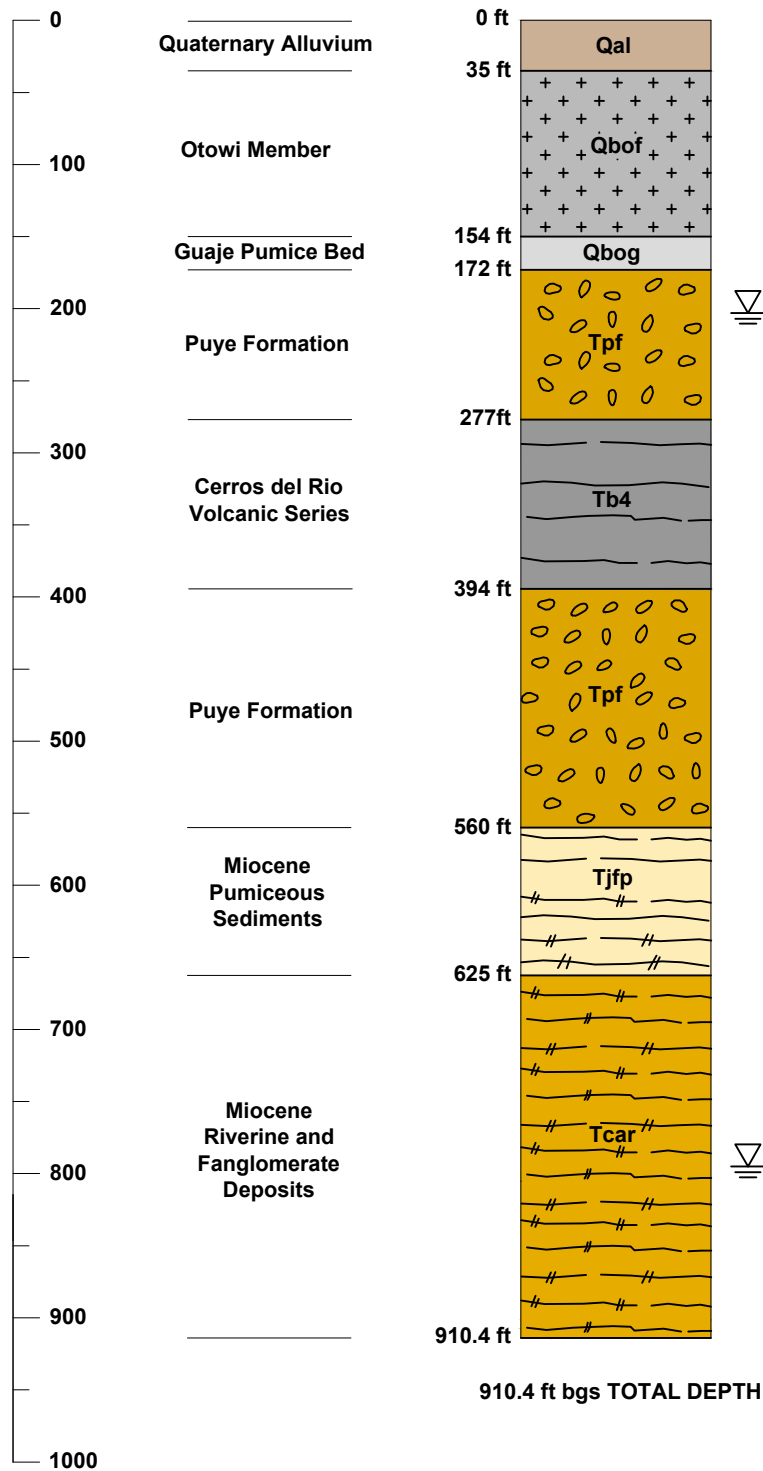 0
0 ft
Quaternary Alluvium
Qal
35 ft
100
Otowi Member
Qbof
154 ft
Guaje Pumice Bed
Qbog
172 ft
200
Puye Formation
Tpf
277ft
300
Cerros del Rio
Volcanic Series
Tb4
394 ft
400
Puye Formation
Tpf
500
560 ft
600
Miocene
Pumiceous
Sediments
Tjfp
625 ft
700
Miocene
Riverine and
Fanglomerate
Deposits
Tcar
800
900
910.4 ft
910.4 ft bgs TOTAL DEPTH
1000